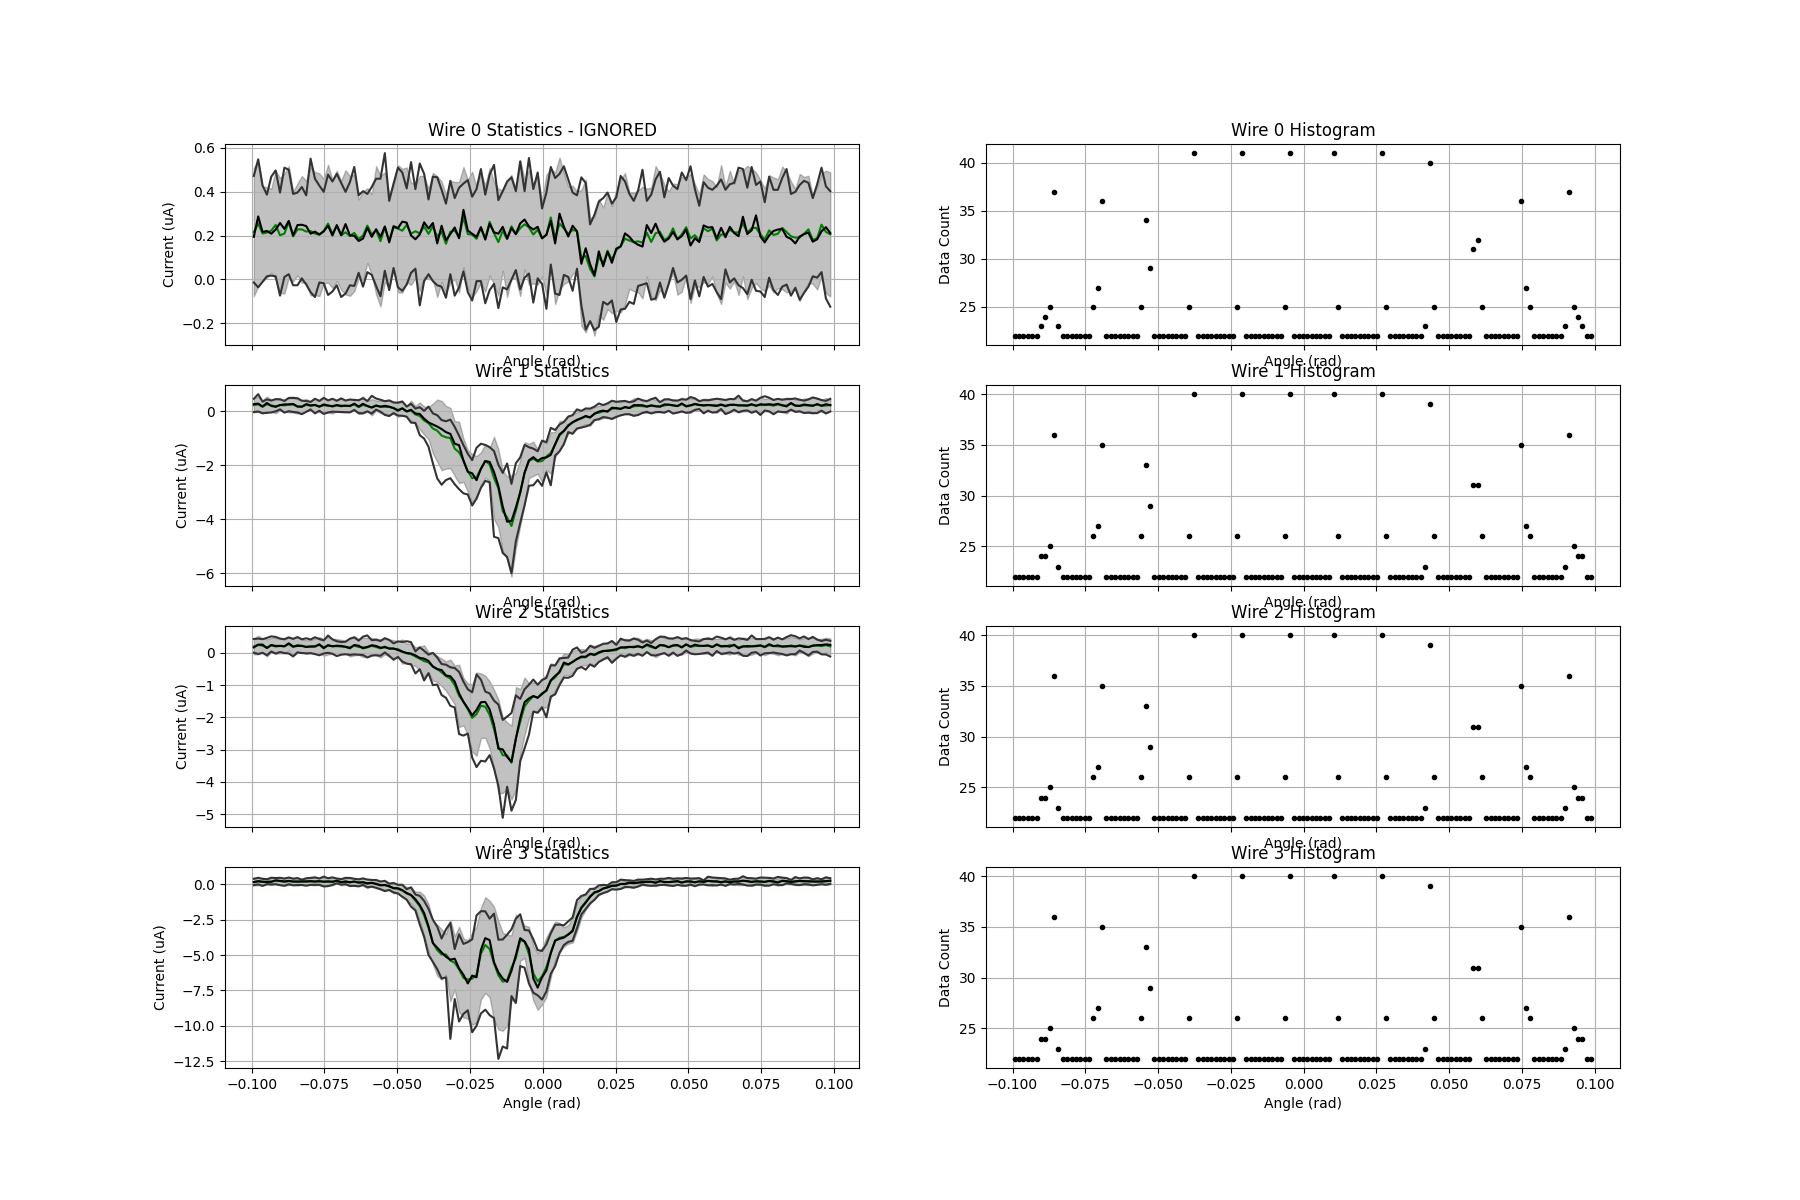 Wire 0 Statistics - IGNORED
Current (uA)
0.6
0.4
0.2
0.0
−0.2
Angle (rad)
Wire 0 Histogram
Data Count
40
35
30
25
Angle (rad)
Wire 1 Statistics
Current (uA)
0
−2
−4
−6
Angle (rad)
Wire 1 Histogram
Data Count
40
35
30
25
Angle (rad)
Wire 2 Statistics
Current (uA)
0
−1
−2
−3
−4
−5
Angle (rad)
Wire 2 Histogram
Data Count
40
35
30
25
Angle (rad)
Wire 3 Statistics
Current (uA)
0.0
−2.5
−5.0
−7.5
−10.0
−12.5
−0.100 −0.075 −0.050 −0.025 0.000 0.025 0.050 0.075 0.100
Angle (rad)
Wire 3 Histogram
Data Count
40
35
30
25
−0.100 −0.075 −0.050 −0.025 0.000 0.025 0.050 0.075 0.100
Angle (rad)